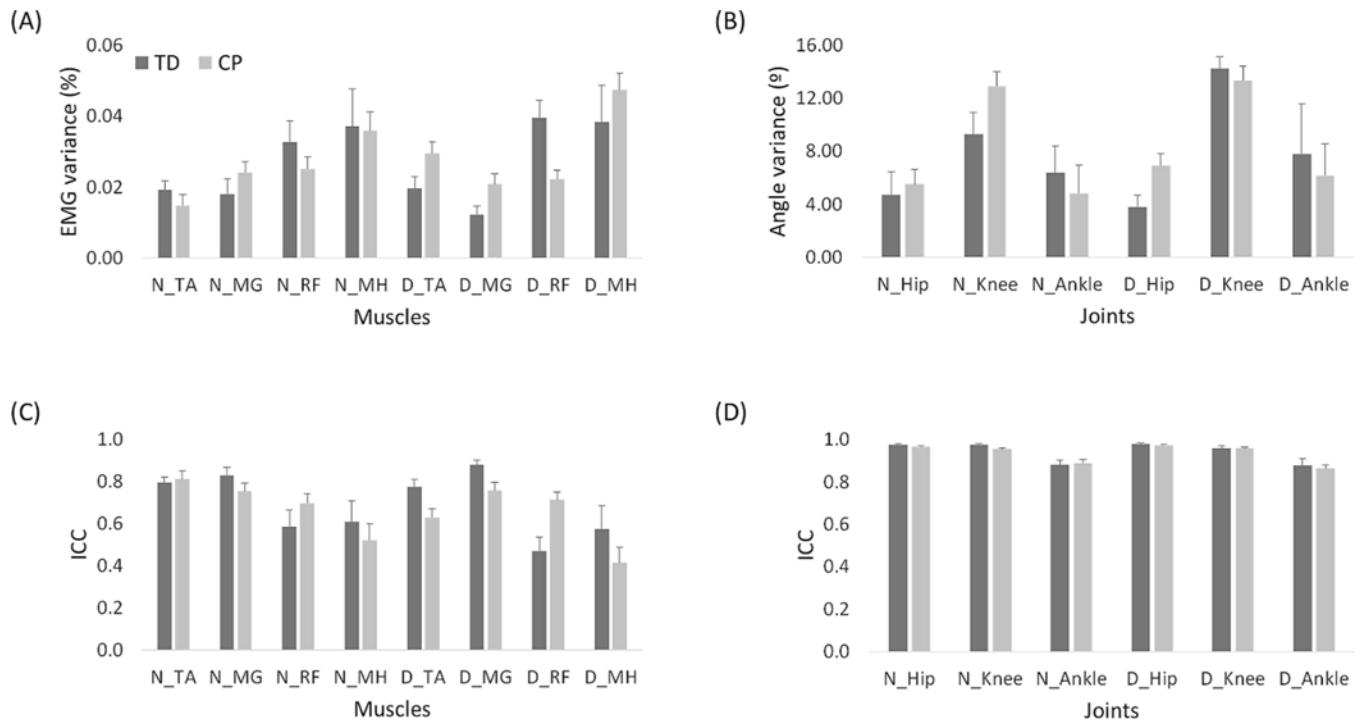 (A)
0.06
TD CP
0.04
0.02
0.00
EMG variance (%)
N_TA N_MG N_RF N_MH D_TA D_MG D_RF D_MH
Muscles
(B)
16.00
12.00
8.00
4.00
0.00
Angle variance (º)
N_Hip N_Knee N_Ankle D_Hip D_Knee D_Ankle
Joints
(C)
1.0
0.8
0.6
0.4
0.2
0.0
ICC
N_TA N_MG N_RF N_MH D_TA D_MG D_RF D_MH
Muscles
(D)
1.0
0.8
0.6
0.4
0.2
0.0
ICC
N_Hip N_Knee N_Ankle D_Hip D_Knee D_Ankle
Joints